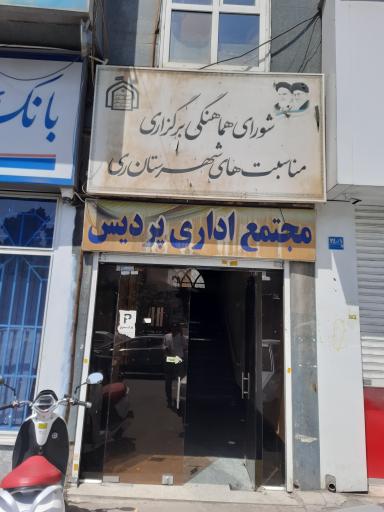 شورای هماهنگی برگزاری
مناسبت های شهرستان ری
مجتمع اداری پردیس
بانک